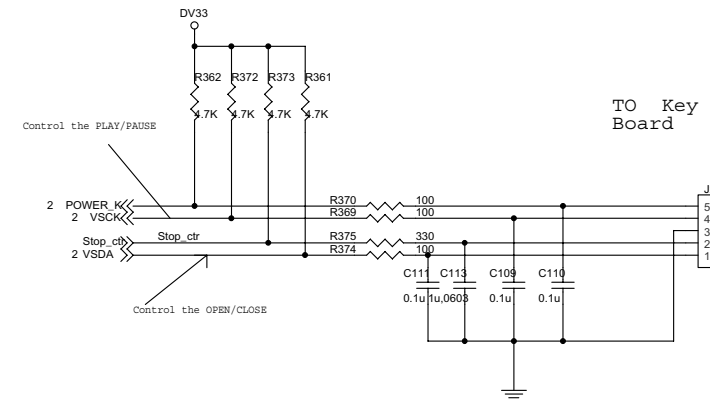 DV33
R362 R372 R373 R361
4.7K 4.7K 4.7K 4.7K
TO Key
Board
Control the PLAY/PAUSE
J
2 POWER_K R370 100 5
2 VSCK R369 100 4
3
Stop_ctr Stop_ctr R375 330 2
2 VSDA R374 100 1
C111 C113 C109 C110
0.1u 1u,0603 0.1u 0.1u
Control the OPEN/CLOSE